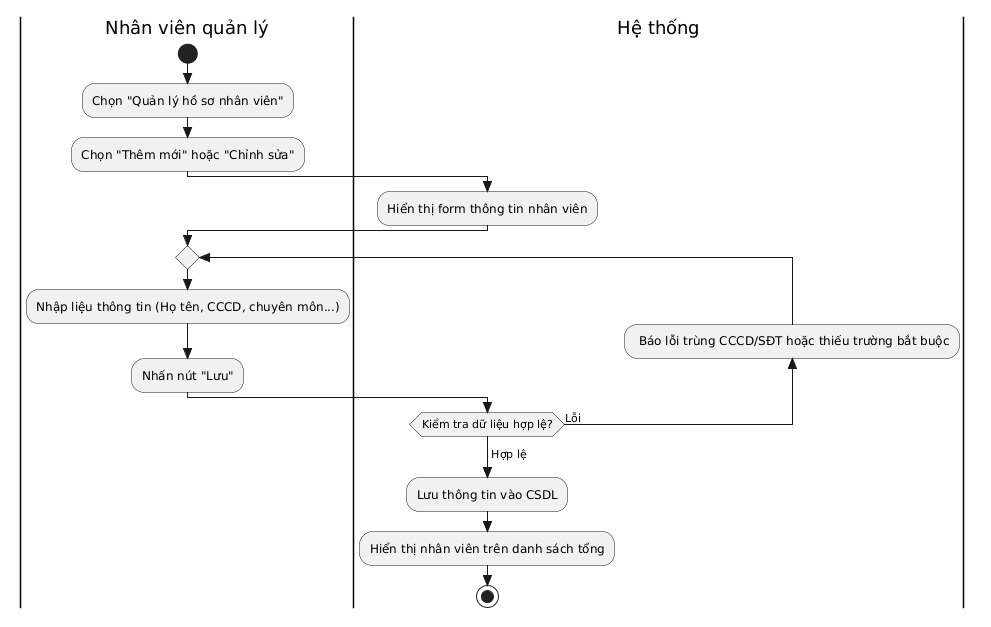 Nhân viên quản lý
Hệ thống
Chọn "Quản lý hồ sơ nhân viên"
Chọn "Thêm mới" hoặc "Chỉnh sửa"
Hiển thị form thông tin nhân viên
Nhập liệu thông tin (Họ tên, CCCD, chuyên môn...)
Báo lỗi trùng CCCD/SĐT hoặc thiếu trường bắt buộc
Nhấn nút "Lưu"
Kiểm tra dữ liệu hợp lệ?
Lỗi
Hợp lệ
Lưu thông tin vào CSDL
Hiển thị nhân viên trên danh sách tổng